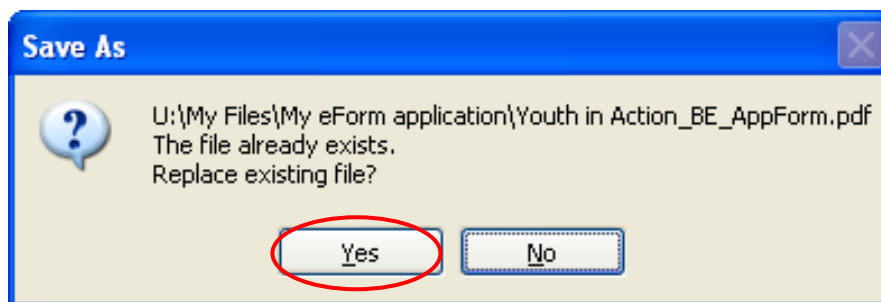 Save As
U:\My Files\My eForm application\Youth in Action_BE_AppForm.pdf
The file already exists.
Replace existing file?
Yes
No